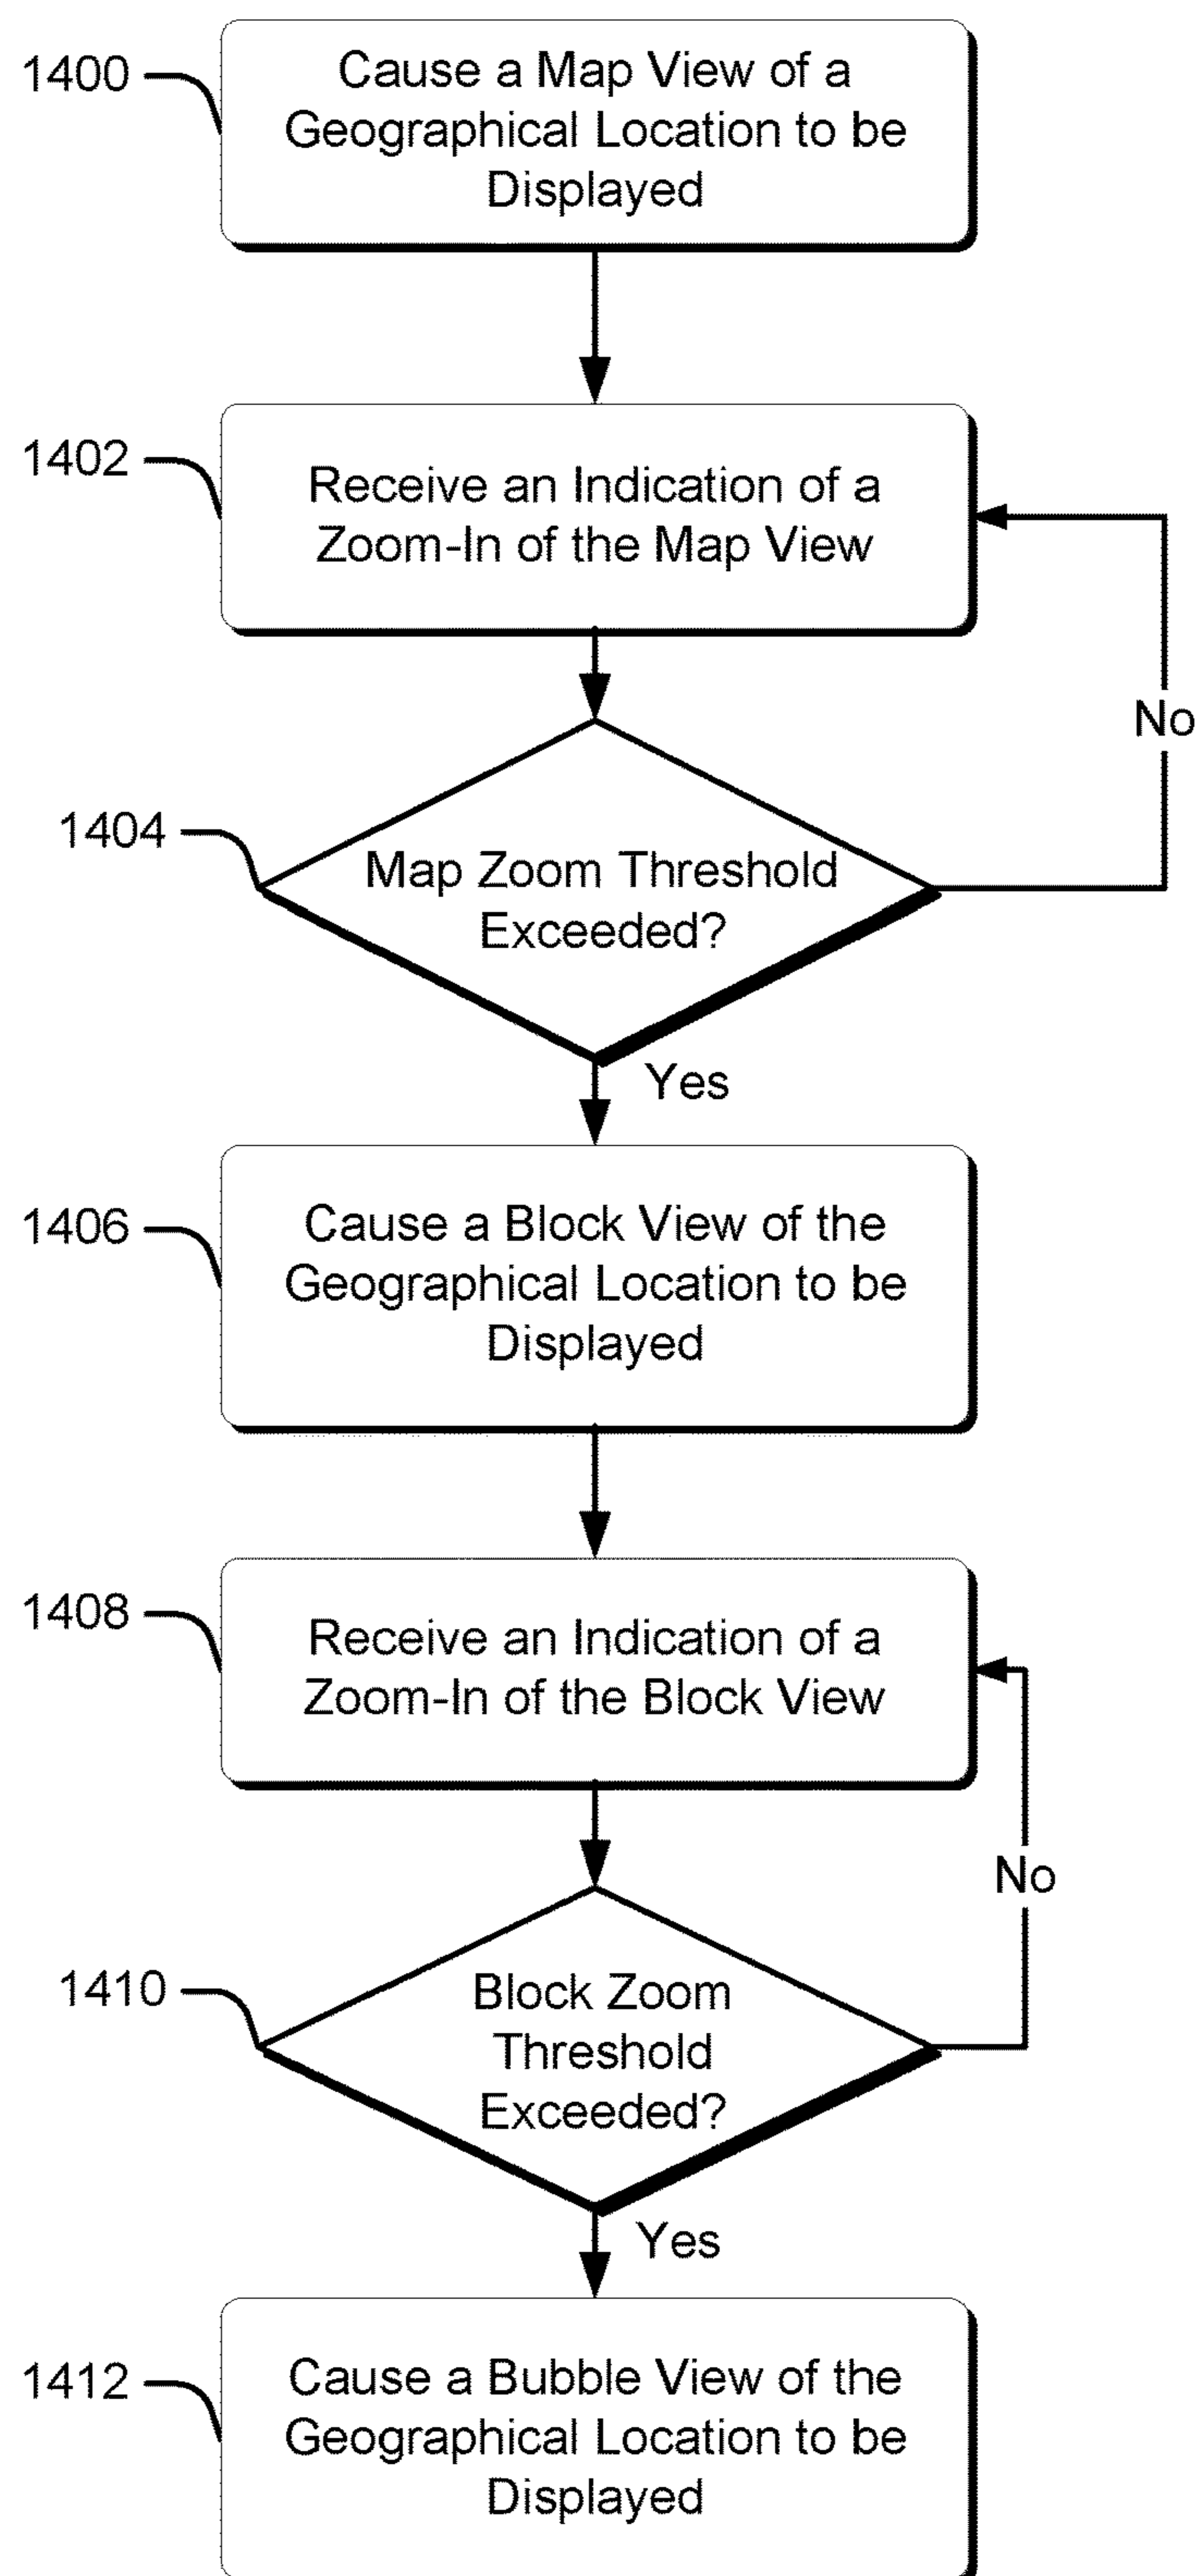 1400
Cause a Map View of a
Geographical Location to be
Displayed
1402
Receive an Indication of a
Zoom-In of the Map View
No
1404
Map Zoom Threshold
Exceeded?
Yes
1406
Cause a Block View of the
Geographical Location to be
Displayed
1408
Receive an Indication of a
Zoom-In of the Block View
No
1410
Block Zoom
Threshold
Exceeded?
Yes
1412
Cause a Bubble View of the
Geographical Location to be
Displayed